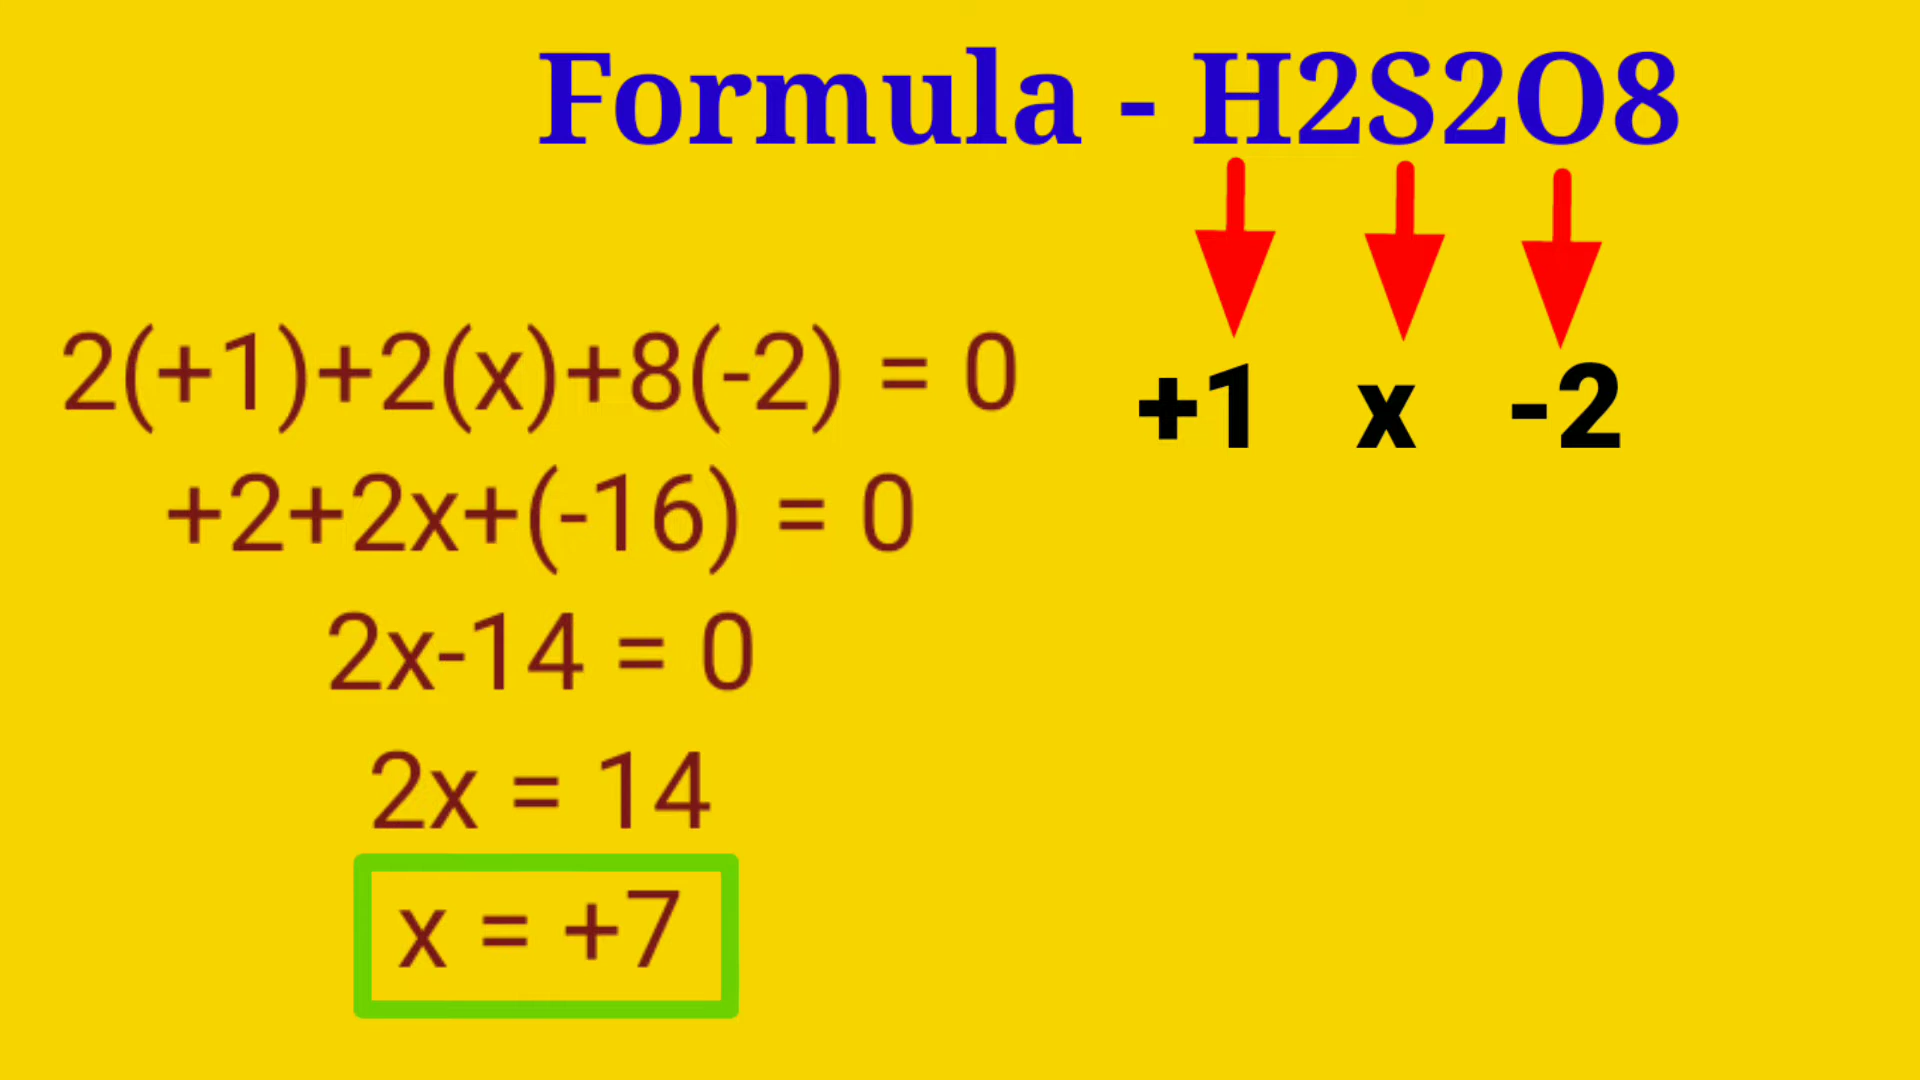 Formula - H2S2O8
+1 x -2
2(+1)+2(x)+8(-2) = 0
+2+2x+(-16) = 0
2x-14 = 0
2x = 14
x = +7